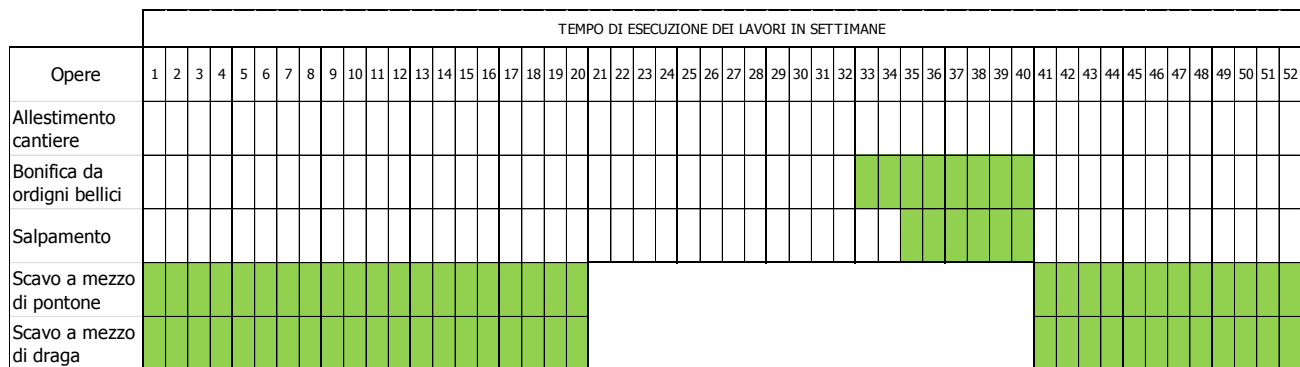 TEMPO DI ESECUZIONE DEI LAVORI IN SETTIMANE
Opere 1 2 3 4 5 6 7 8 9 10 11 12 13 14 15 16 17 18 19 20 21 22 23 24 25 26 27 28 29 30 31 32 33 34 35 36 37 38 39 40 41 42 43 44 45 46 47 48 49 50 51 52
Allestimento
cantiere
Bonifica da
ordigni bellici
Salpamento
Scavo a mezzo
di pontone
Scavo a mezzo
di draga